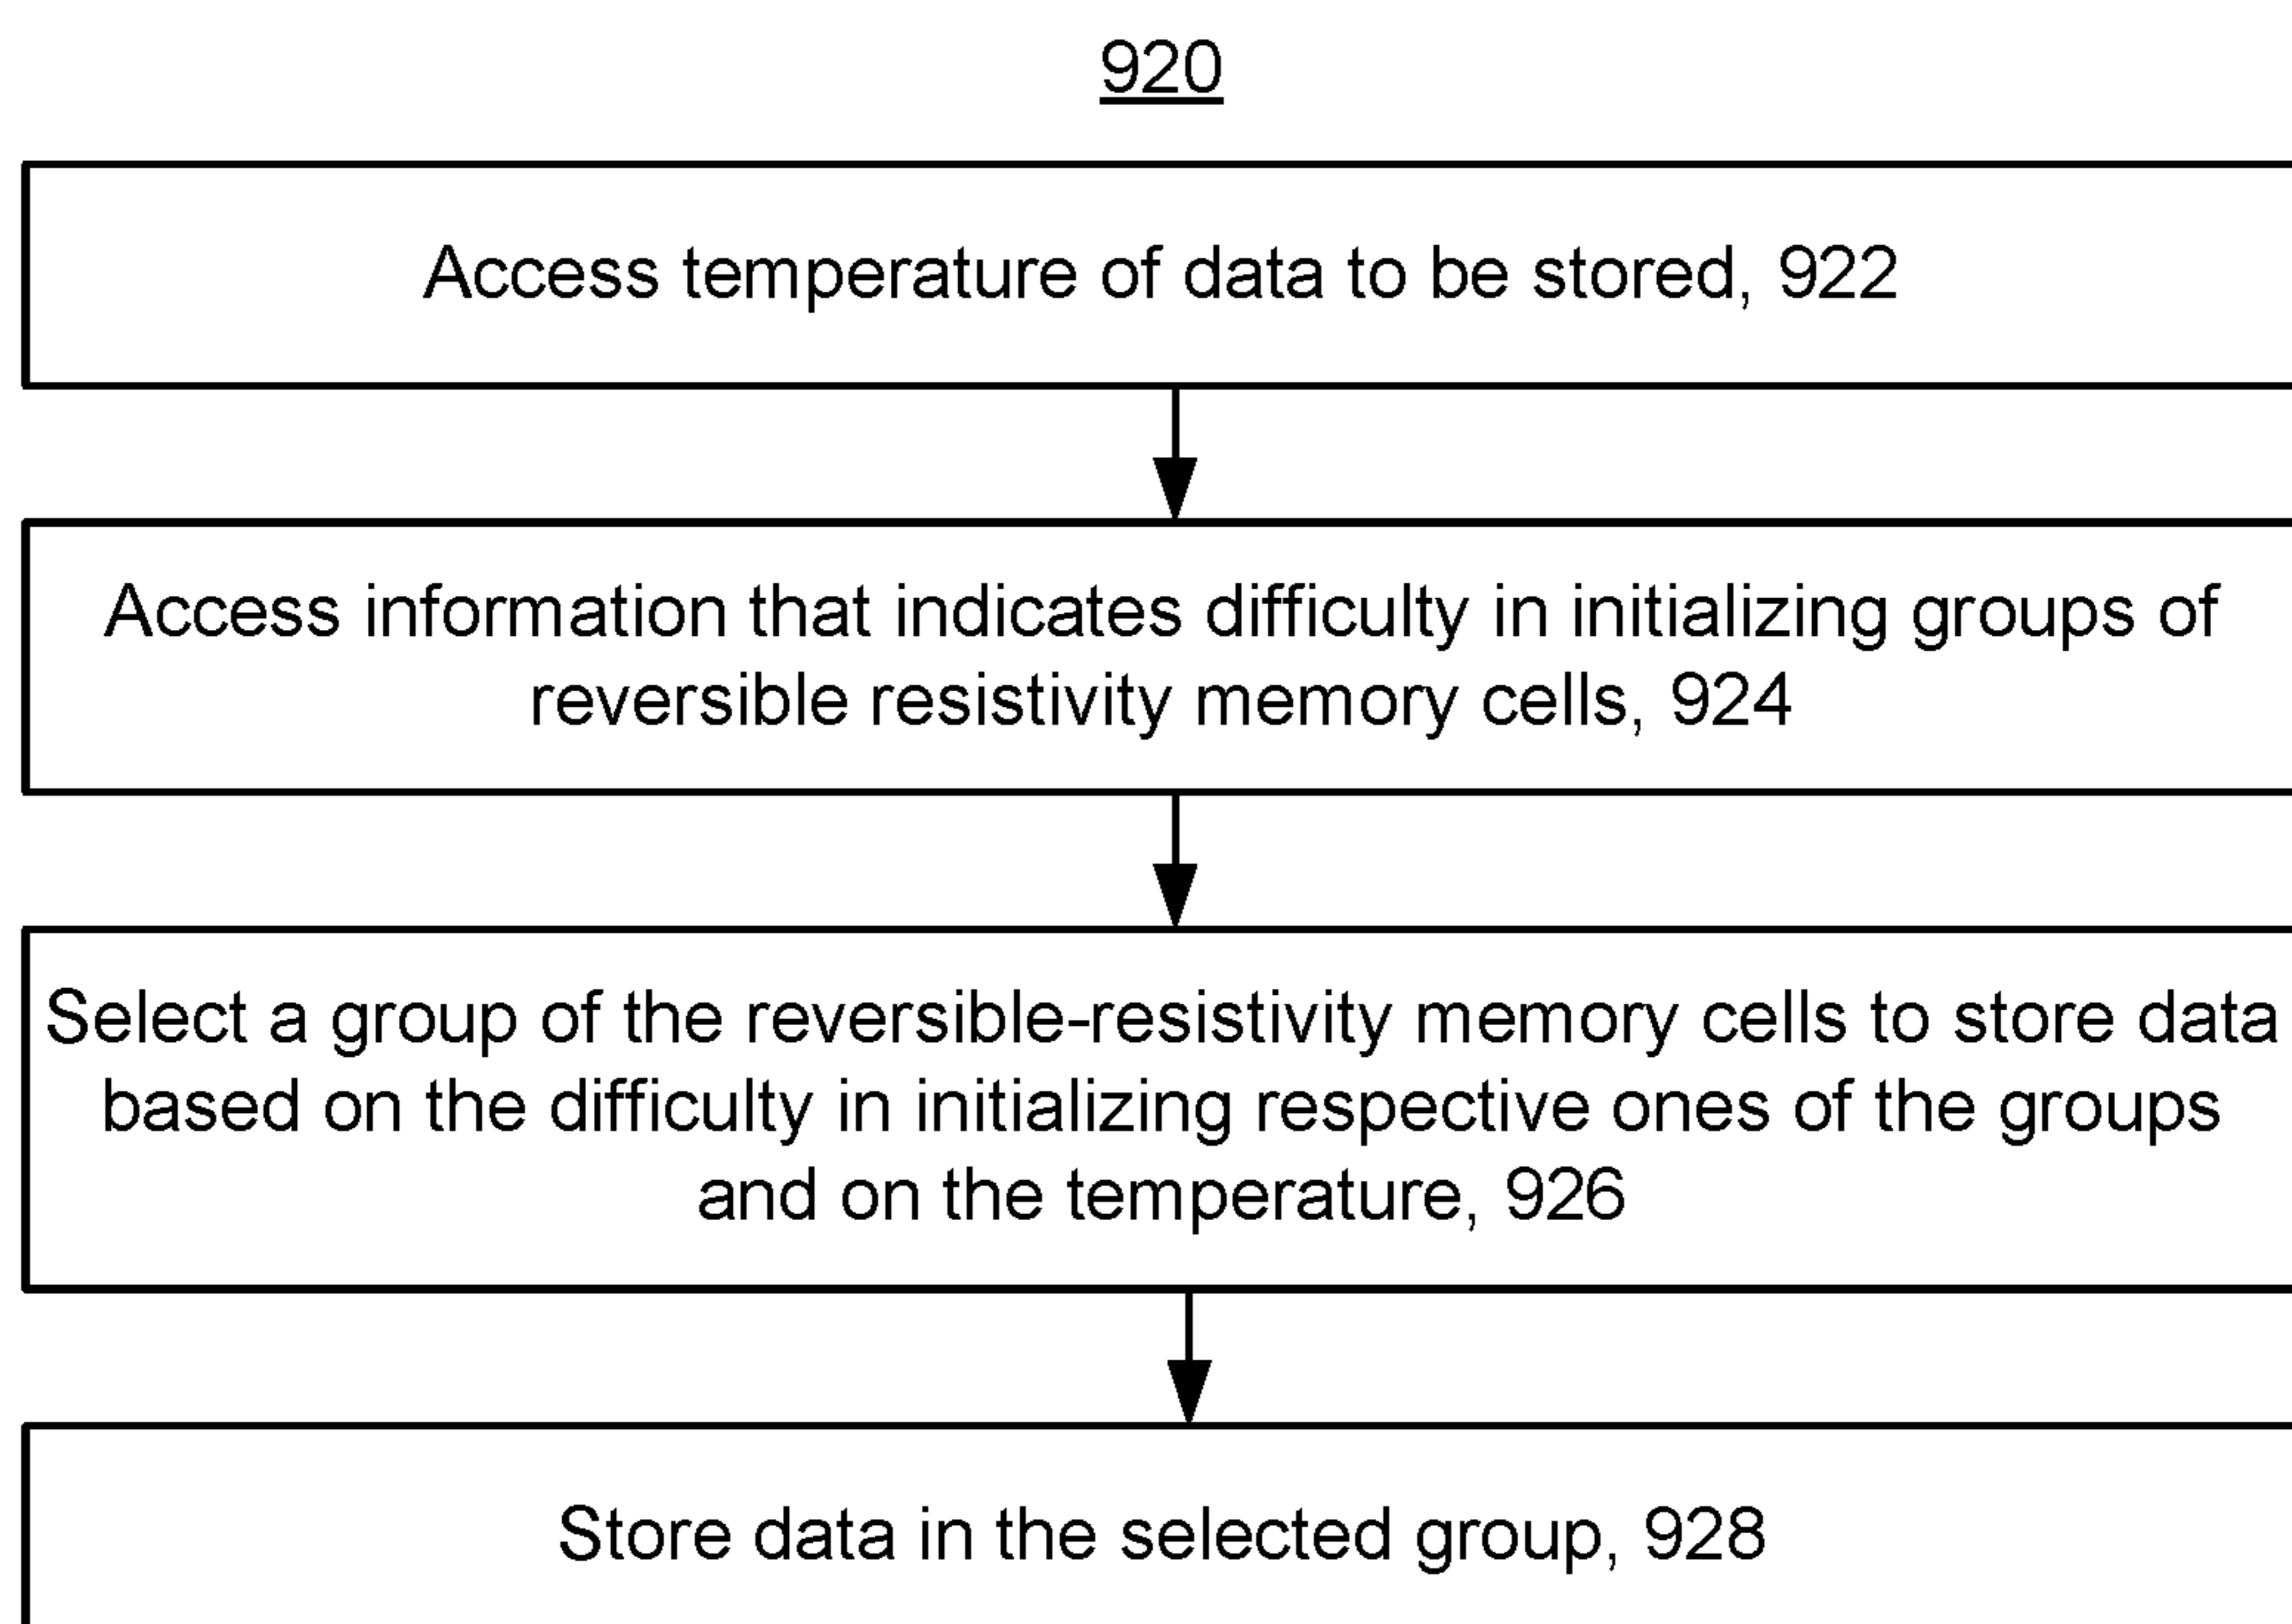 920
Access temperature of data to be stored, 922
Access information that indicates difficulty in initializing groups of
reversible resistivity memory cells, 924
Select a group of the reversible-resistivity memory cells to store data
based on the difficulty in initializing respective ones of the groups
and on the temperature, 926
Store data in the selected group, 928